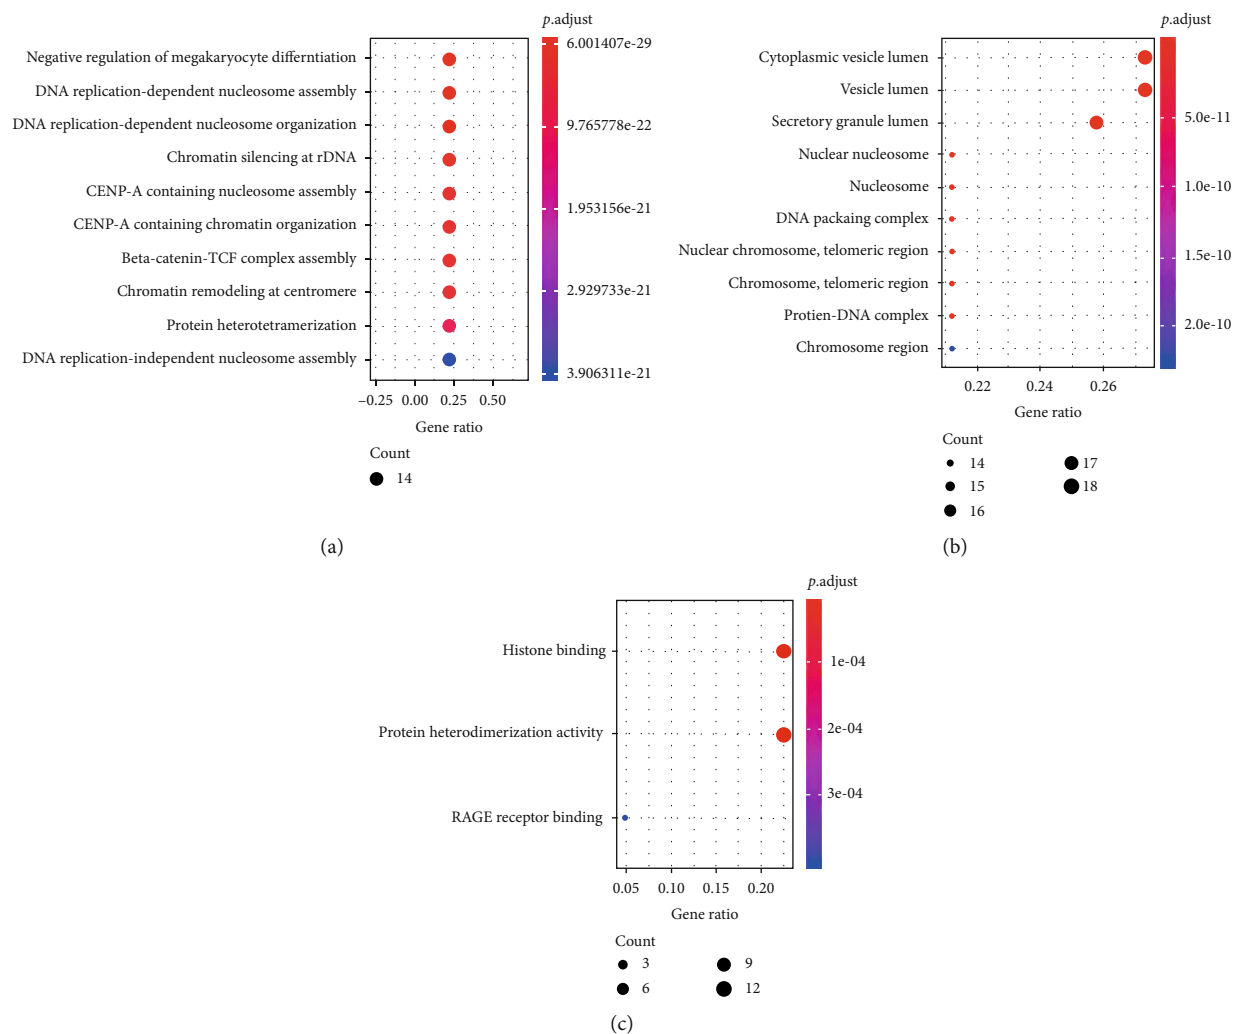 p.adjust
Negative regulation of megakaryocyte differntiation
DNA replication-dependent nucleosome assembly
DNA replication-dependent nucleosome organization
Chromatin silencing at rDNA
CENP-A containing nucleosome assembly
CENP-A containing chromatin organization
Beta-catenin-TCF complex assembly
Chromatin remodeling at centromere
Protein heterotetramerization
DNA replication-independent nucleosome assembly
6.001407e-29
9.765778e-22
1.953156e-21
2.929733e-21
3.906311e-21
−0.25 0.00 0.25 0.50
Gene ratio
Count
14
(a)
p.adjust
Cytoplasmic vesicle lumen
Vesicle lumen
Secretory granule lumen
Nuclear nucleosome
Nucleosome
DNA packaing complex
Nuclear chromosome, telomeric region
Chromosome, telomeric region
Protien-DNA complex
Chromosome region
5.0e-11
1.0e-10
1.5e-10
2.0e-10
0.22 0.24 0.26
Gene ratio
Count
14 17
15 18
16
(b)
p.adjust
Histone binding
Protein heterodimerization activity
RAGE receptor binding
1e-04
2e-04
3e-04
0.05 0.10 0.15 0.20
Gene ratio
Count
3 9
6 12
(c)